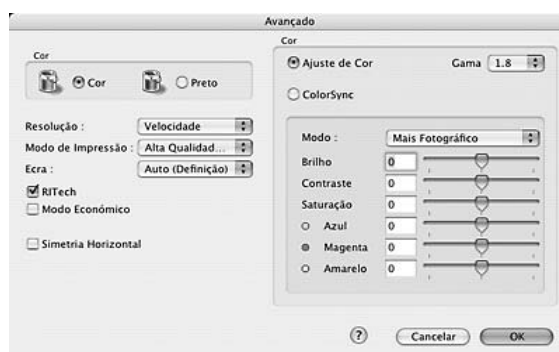 Avançado
Cor
Cor
Preto
Resolução :
Velocidade
Modo de Impressão :
Alta Qualidad...
Ecra :
Auto (Definição)
RITech
Modo Económico
Simetria Horizontal
Cor
Ajuste de Cor
Gama
1.8
ColorSync
Modo :
Mais Fotográfico
Brilho
0
Contraste
0
Saturação
0
Azul
0
Magenta
0
Amarelo
0
?
Cancelar
OK